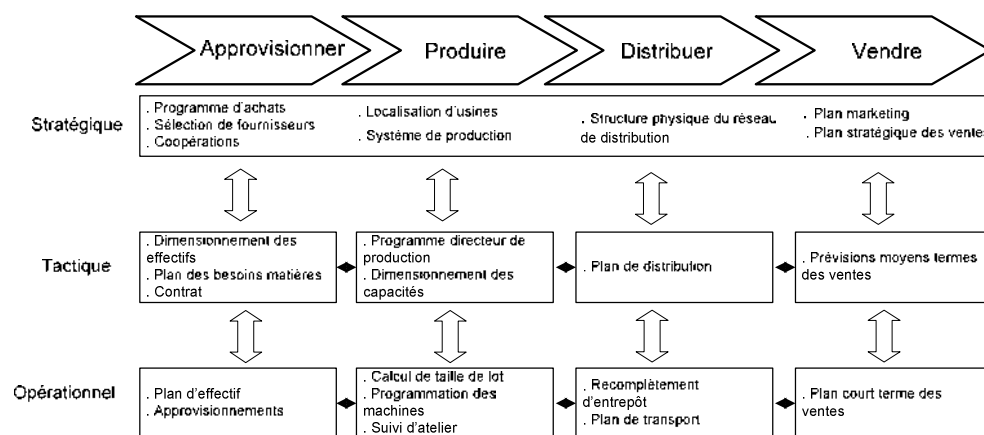 Approvisionner
Produire
Distribuer
Vendre
Stratégique
. Programme d'achats
. Sélection de fournisseurs
. Coopérations
. Localisation d'usines
. Système de production
. Structure physique du réseau
de distribution
. Plan marketing
. Plan stratégique des ventes
Tactique
. Dimensionnement des
effectifs
. Plan des besoins matières
. Contrat
. Programme directeur de
production
. Dimensionnement des
capacités
. Plan de distribution
. Prévisions moyens termes
des ventes
Opérationnel
. Plan d'effectif
. Approvisionnements
. Calcul de taille de lot
. Programmation des
machines
. Suivi d'atelier
. Recomplètement
d'entrepôt
. Plan de transport
. Plan court terme des
ventes